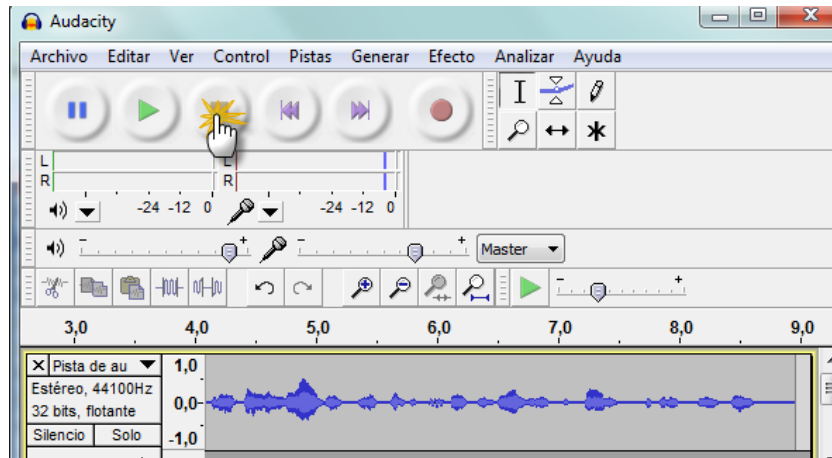 Audacity
Archivo Editar Ver Control Pistas Generar Efecto Analizar Ayuda
L
R
L
R
-24 -12 0
-24 -12 0
Master
3,0 4,0 5,0 6,0 7,0 8,0 9,0
X Pista de au
Estéreo, 44100Hz
32 bits, flotante
Silencio Solo
1,0
0,0-
-1,0